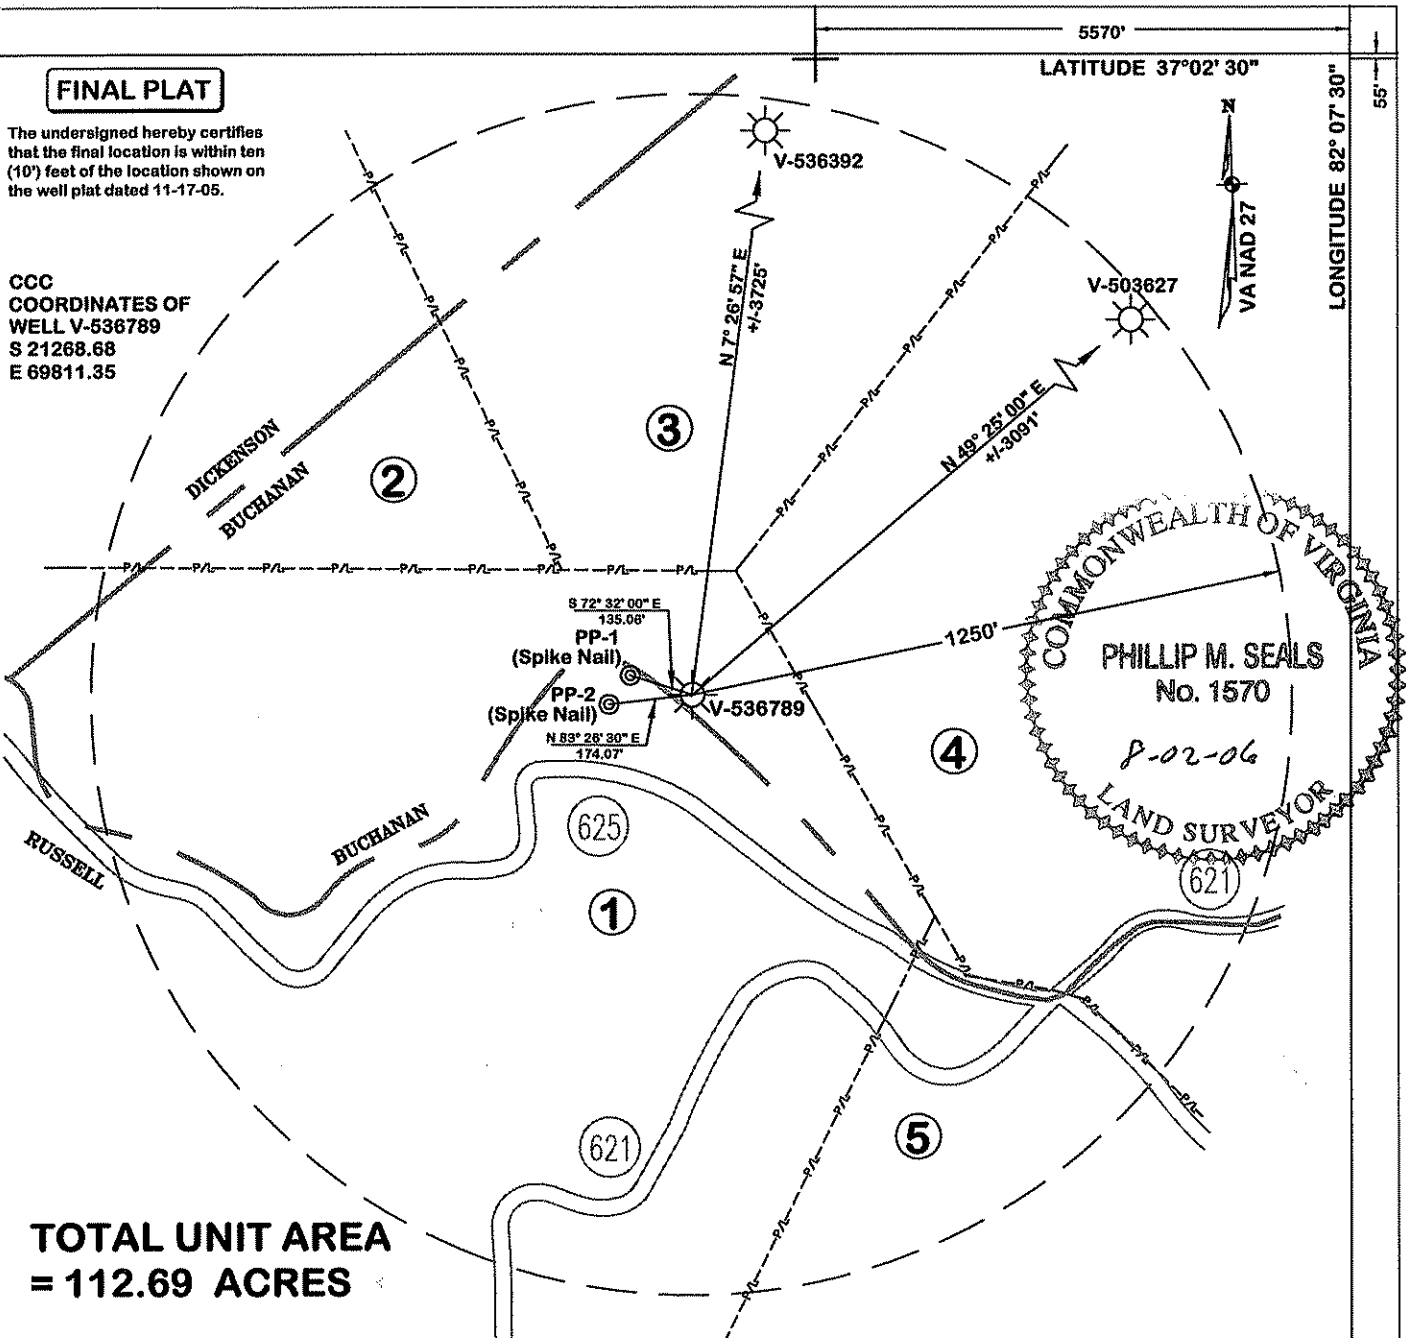 5570'
LATITUDE 37°02' 30"
55'
LONGITUDE 82° 07' 30"
FINAL PLAT
The undersigned hereby certifies
that the final location is within ten
(10') feet of the location shown on
the well plat dated 11-17-05.
N
VA NAD 27
V-536392
V-503627
CCC
COORDINATES OF
WELL V-536789
S 21268.68
E 69811.35
N 7° 26' 57" E
+/-3725'
N 49° 25' 00" E
+/-3091'
P/L
DICKENSON
BUCHANAN
2
3
S 72° 32' 00" E
135.06'
PP-1
(Spike Nail)
PP-2
(Spike Nail)
N 83° 26' 30" E
174.07'
V-536789
1250'
COMMONWEALTH OF VIRGINIA
PHILLIP M. SEALS
No. 1570
8-02-06
LAND SURVEYOR
4
BUCHANAN
RUSSELL
625
621
1
621
5
TOTAL UNIT AREA
= 112.69 ACRES